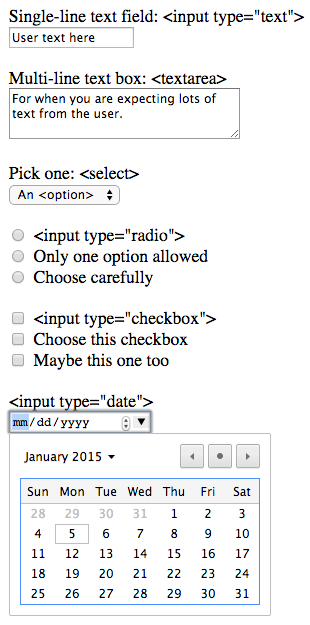 Single-line text field: <input type="text">
User text here
Multi-line text box: <textarea>
For when you are expecting lots of
text from the user.
Pick one: <select>
An <option>
<input type="radio">
Only one option allowed
Choose carefully
<input type="checkbox">
Choose this checkbox
Maybe this one too
<input type="date">
mm/dd/yyyy
January 2015
Sun Mon Tue Wed Thu Fri Sat
28 29 30 31 1 2 3
4 5 6 7 8 9 10
11 12 13 14 15 16 17
18 19 20 21 22 23 24
25 26 27 28 29 30 31